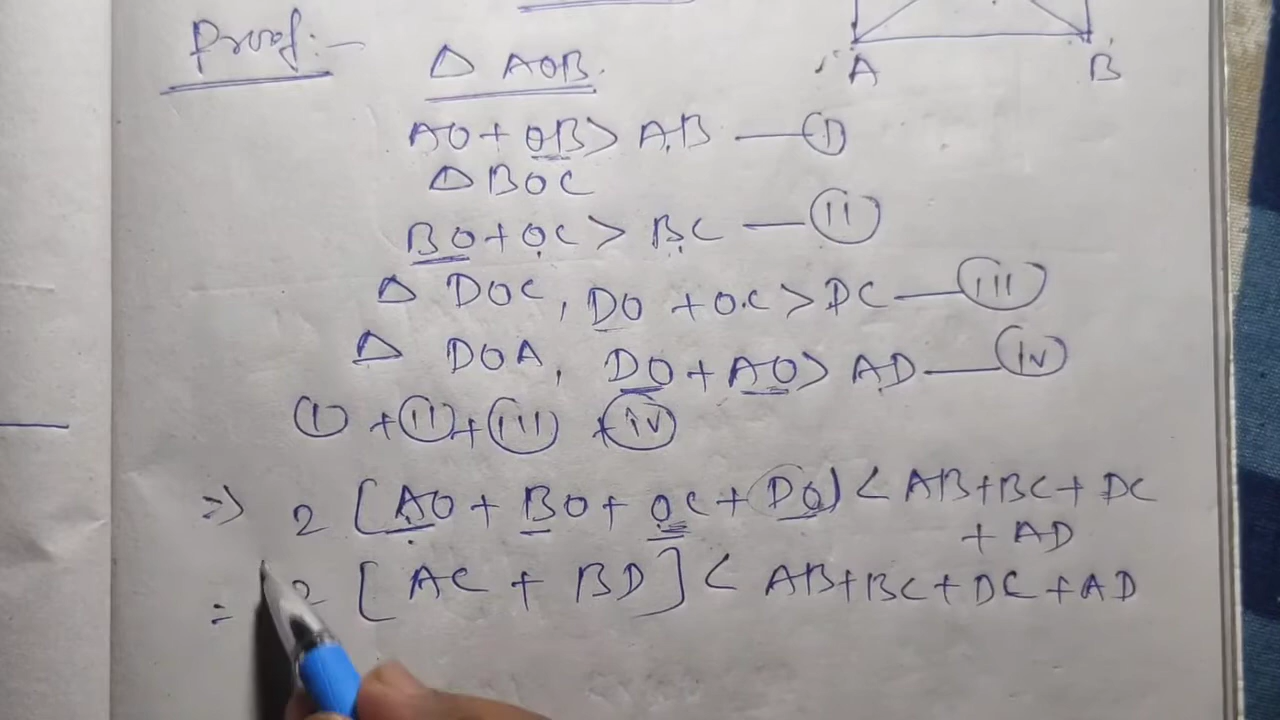 Proof:-
A B
△ AOB.
AO + OB > AB — (I)
△ BOC
BO + OC > BC — (II)
△ DOC, DO + OC > DC — (III)
△ DOA, DO + AO > AD — (IV)
(I) + (II) + (III) + (IV)
=> 2 [AO + BO + OC + DO) < AB + BC + DC
+ AD
= 2 [AC + BD] < AB + BC + DC + AD